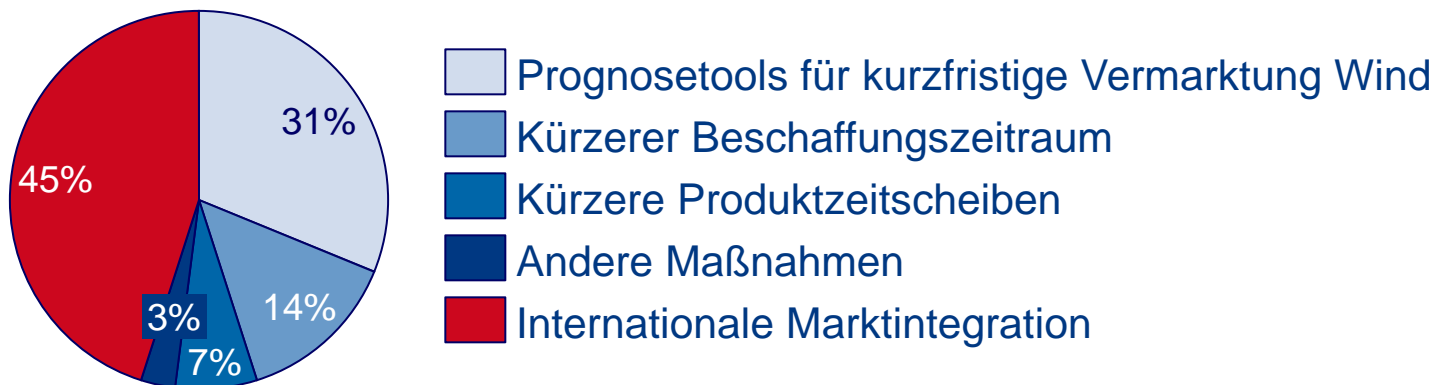 31%
45%
14%
3%
7%
Prognosetools für kurzfristige Vermarktung Wind
Kürzerer Beschaffungszeitraum
Kürzere Produktzeitscheiben
Andere Maßnahmen
Internationale Marktintegration